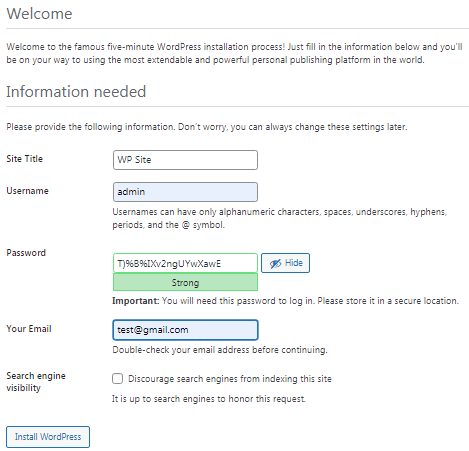 Welcome
Welcome to the famous five-minute WordPress installation process! Just fill in the information below and you'll
be on your way to using the most extendable and powerful personal publishing platform in the world.
Information needed
Please provide the following information. Don't worry, you can always change these settings later.
Site Title
WP Site
Username
admin
Usernames can have only alphanumeric characters, spaces, underscores, hyphens,
periods, and the @ symbol.
Password
T)%B%IXv2ngUYwXawE
Hide
Strong
Important: You will need this password to log in. Please store it in a secure location.
Your Email
test@gmail.com
Double-check your email address before continuing.
Search engine
visibility
Discourage search engines from indexing this site
It is up to search engines to honor this request.
Install WordPress